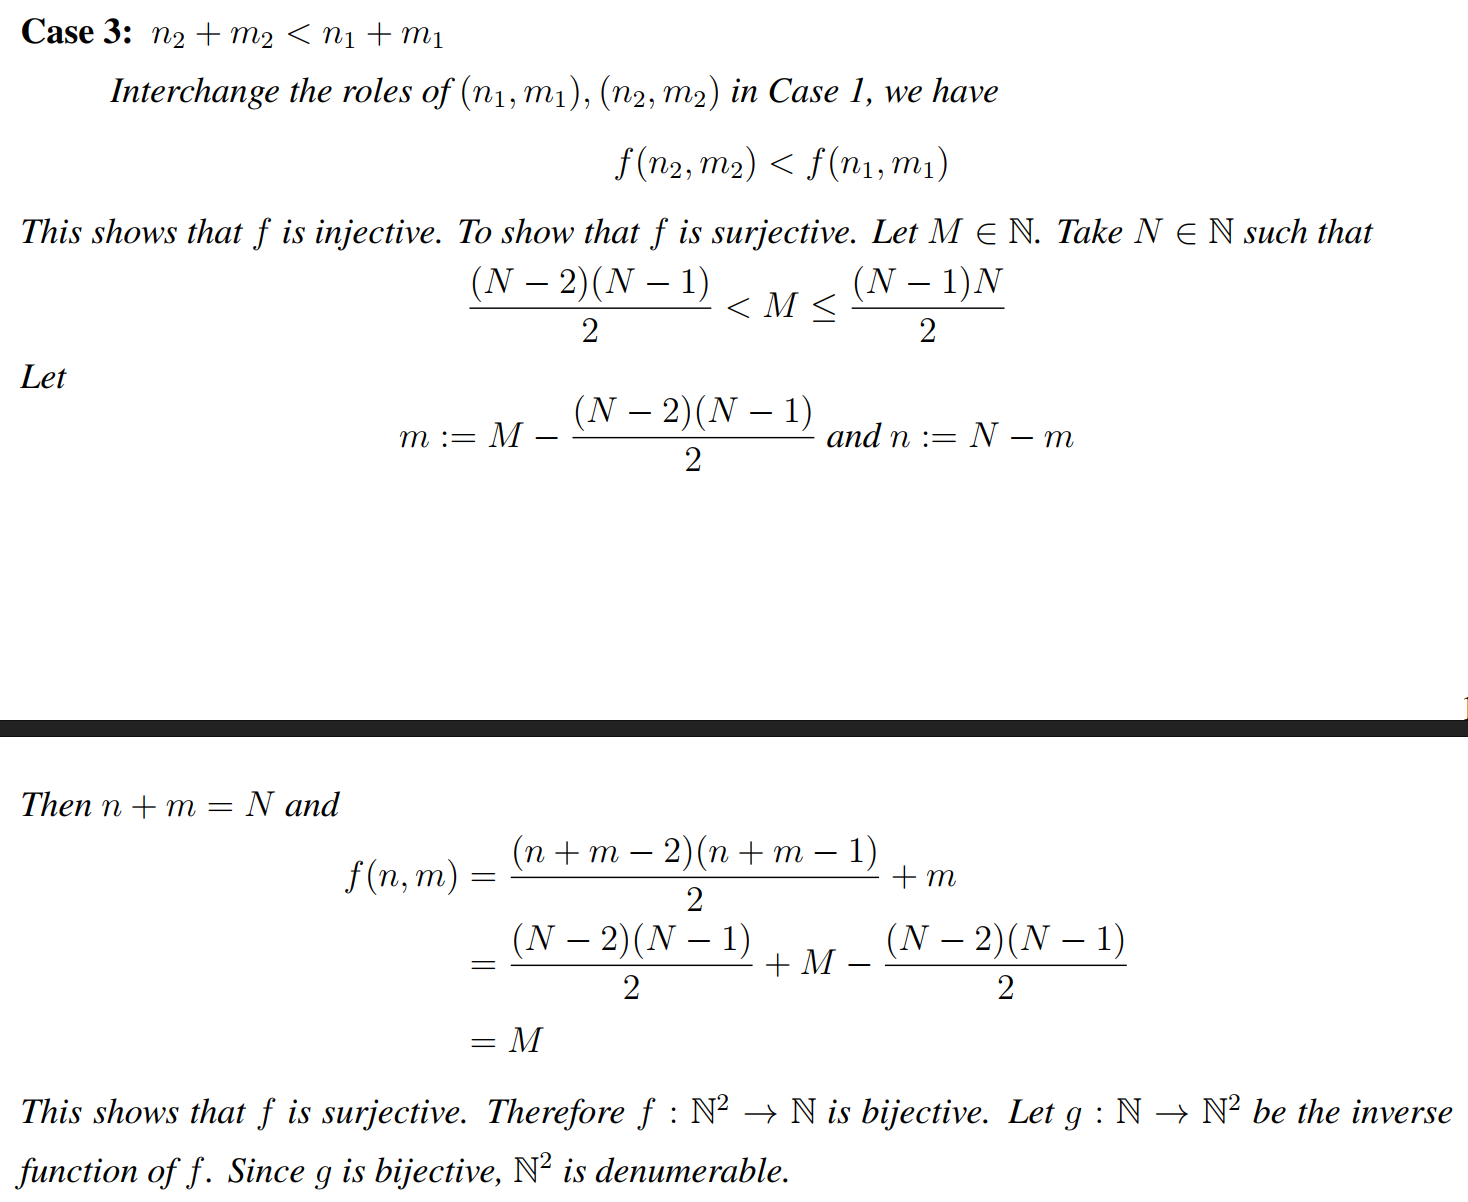 Case 3: n₂ + m₂ < n₁ + m₁
Interchange the roles of (n₁, m₁), (n₂, m₂) in Case 1, we have
f(n₂, m₂) < f(n₁, m₁)
This shows that f is injective. To show that f is surjective. Let M ∈ ℕ. Take N ∈ ℕ such that
(N − 2)(N − 1)/2 < M ≤ (N − 1)N/2
Let
m := M − (N − 2)(N − 1)/2 and n := N − m
Then n + m = N and
f(n, m) = (n + m − 2)(n + m − 1)/2 + m
= (N − 2)(N − 1)/2 + M − (N − 2)(N − 1)/2
= M
This shows that f is surjective. Therefore f : ℕ² → ℕ is bijective. Let g : ℕ → ℕ² be the inverse
function of f. Since g is bijective, ℕ² is denumerable.